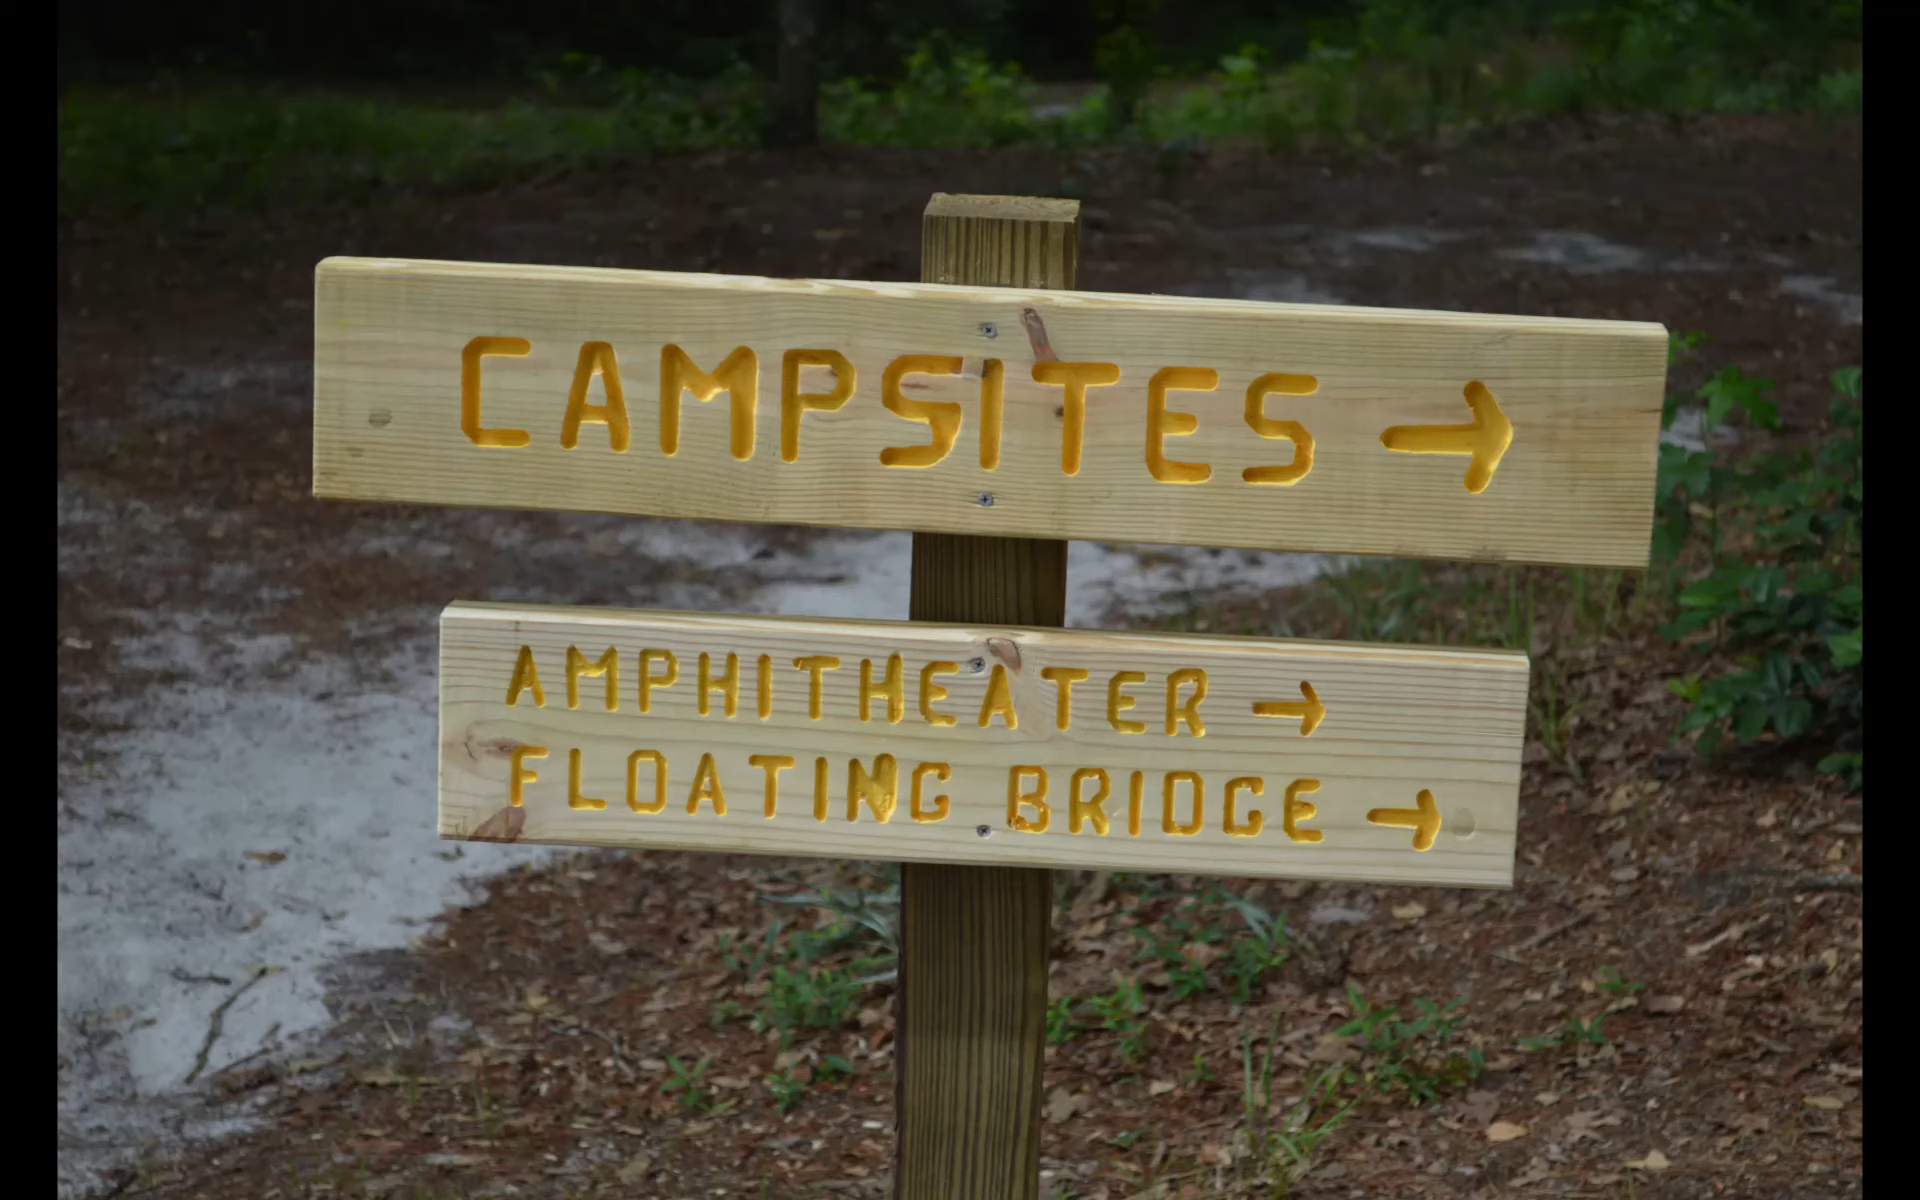 CAMPSITES →
AMPHITHEATER →
FLOATING BRIDGE →